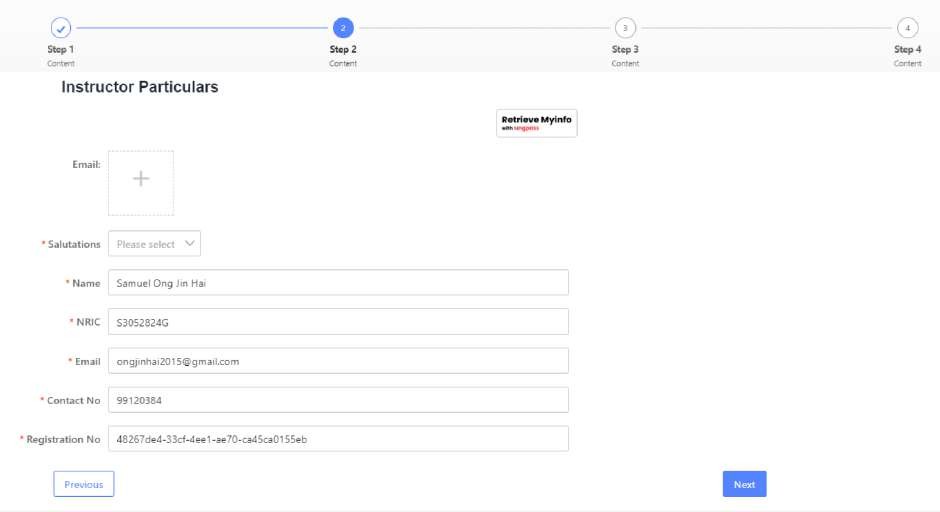 2
3
4
Step 1
Step 2
Step 3
Step 4
Content
Content
Content
Content
Instructor Particulars
Retrieve Myinfo
with singpass
Email:
* Salutations Please select
* Name Samuel Ong Jin Hai
* NRIC S3052824G
* Email ongjinhai2015@gmail.com
* Contact No 99120384
* Registration No 48267de4-33cf-4ee1-ae70-ca45ca0155eb
Previous Next